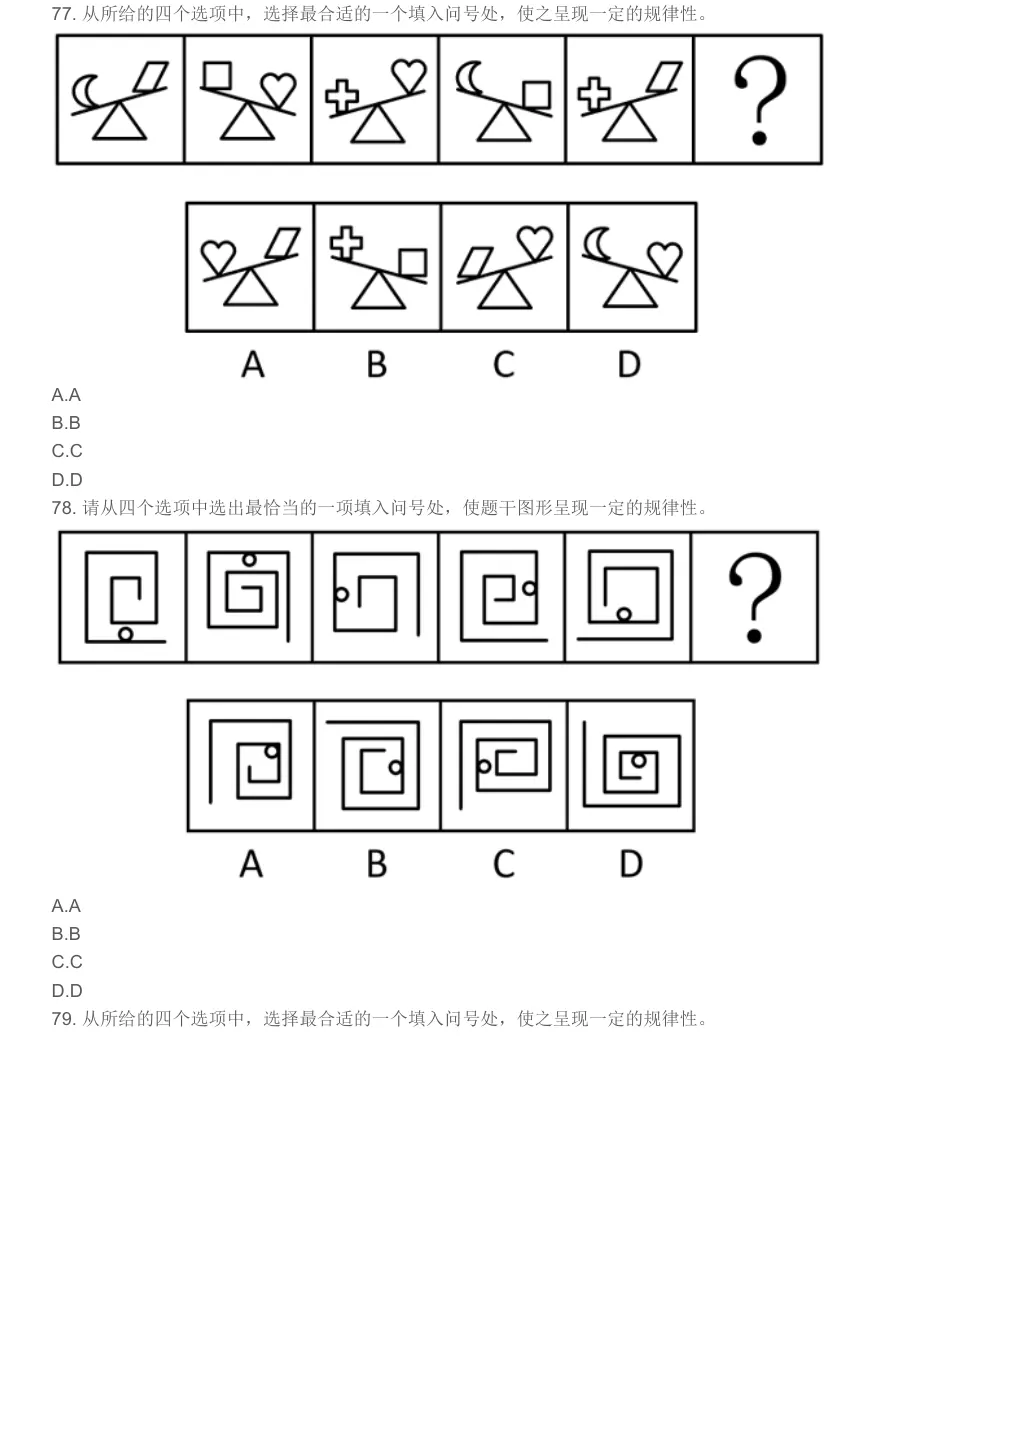 77. 从所给的四个选项中，选择最合适的一个填入问号处，使之呈现一定的规律性。
?
A B C D
A.A
B.B
C.C
D.D
78. 请从四个选项中选出最恰当的一项填入问号处，使题干图形呈现一定的规律性。
?
A B C D
A.A
B.B
C.C
D.D
79. 从所给的四个选项中，选择最合适的一个填入问号处，使之呈现一定的规律性。